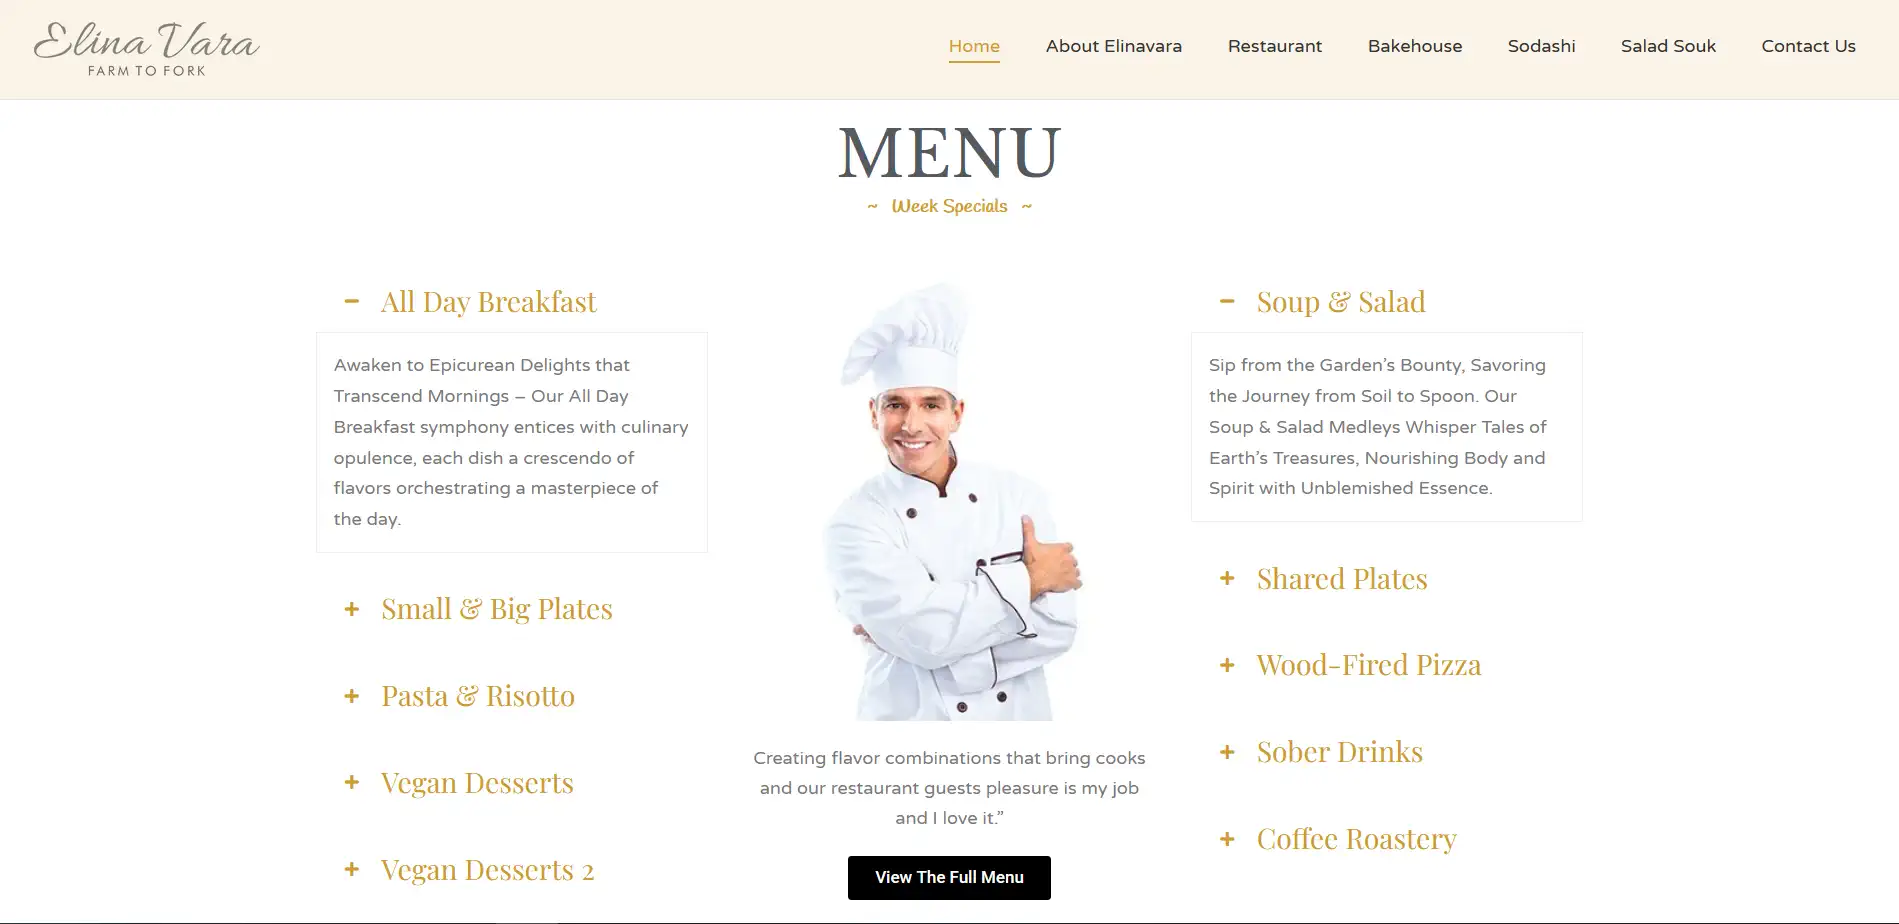 Elina Vara
FARM TO FORK
Home
About Elinavara
Restaurant
Bakehouse
Sodashi
Salad Souk
Contact Us
MENU
~ Week Specials ~
− All Day Breakfast
Awaken to Epicurean Delights that
Transcend Mornings – Our All Day
Breakfast symphony entices with culinary
opulence, each dish a crescendo of
flavors orchestrating a masterpiece of
the day.
+ Small & Big Plates
+ Pasta & Risotto
+ Vegan Desserts
+ Vegan Desserts 2
Creating flavor combinations that bring cooks
and our restaurant guests pleasure is my job
and I love it.”
View The Full Menu
− Soup & Salad
Sip from the Garden’s Bounty, Savoring
the Journey from Soil to Spoon. Our
Soup & Salad Medleys Whisper Tales of
Earth’s Treasures, Nourishing Body and
Spirit with Unblemished Essence.
+ Shared Plates
+ Wood-Fired Pizza
+ Sober Drinks
+ Coffee Roastery